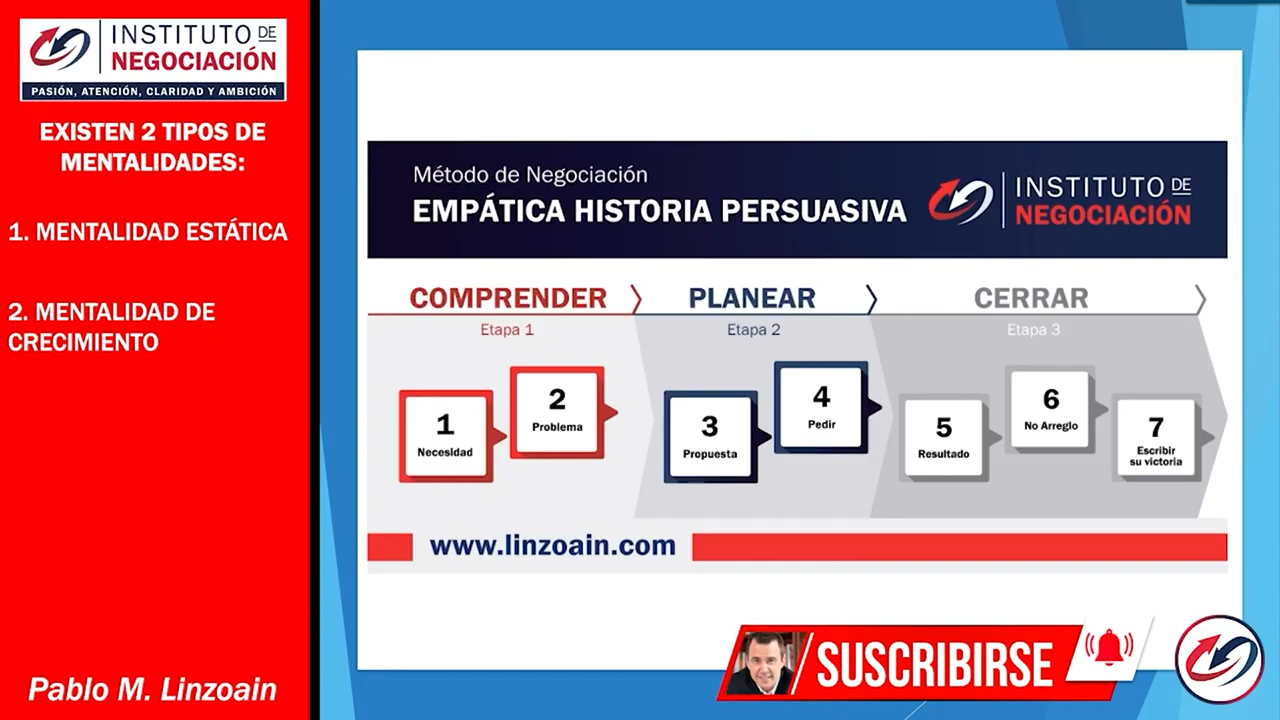 INSTITUTO DE
NEGOCIACIÓN
PASIÓN, ATENCIÓN, CLARIDAD Y AMBICIÓN
EXISTEN 2 TIPOS DE
MENTALIDADES:
1. MENTALIDAD ESTÁTICA
2. MENTALIDAD DE
CRECIMIENTO
Pablo M. Linzoain
Método de Negociación
EMPÁTICA HISTORIA PERSUASIVA
INSTITUTO DE
NEGOCIACIÓN
COMPRENDER
Etapa 1
PLANEAR
Etapa 2
CERRAR
Etapa 3
1
Necesidad
2
Problema
3
Propuesta
4
Pedir
5
Resultado
6
No Arreglo
7
Escribir
su victoria
www.linzoain.com
SUSCRIBIRSE